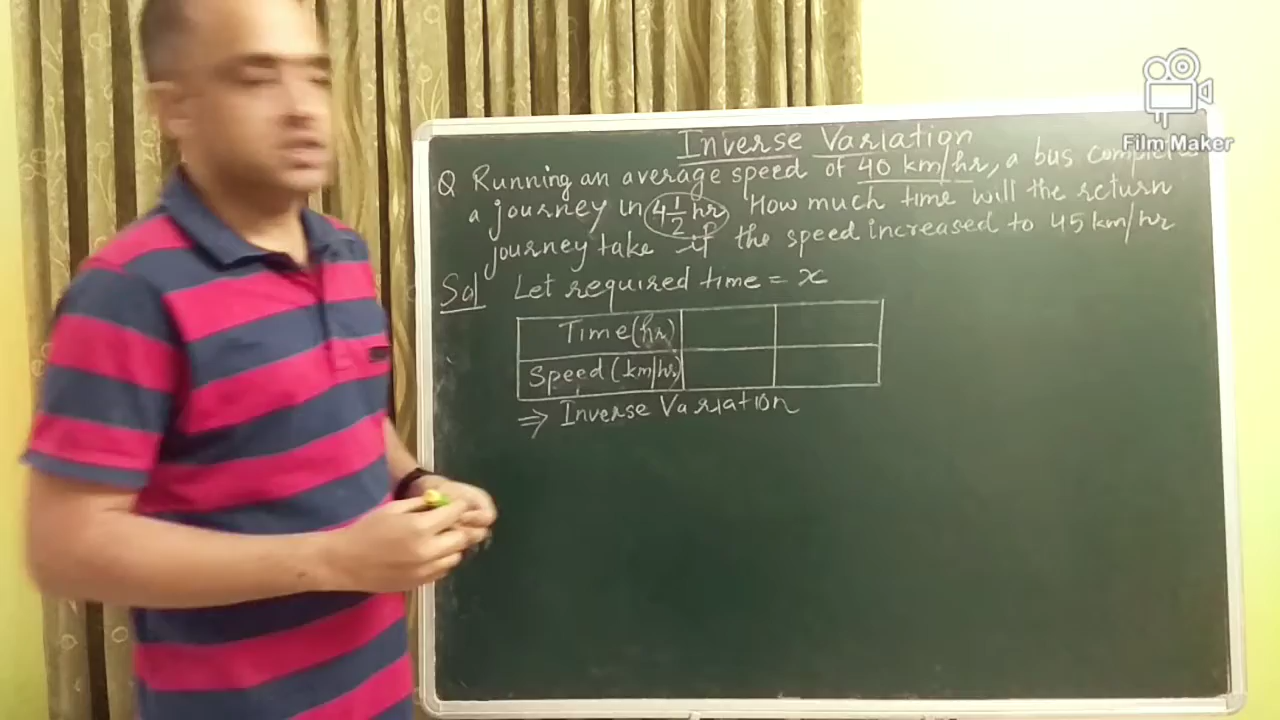 Inverse Variation
Q Running an average speed of 40 km/hr, a bus completes
a journey in 4 1/2 hr How much time will the return
journey take if the speed increased to 45 km/hr
Sol Let required time = x
Time (hr)
Speed (km/hr)
⇒ Inverse Variation
Film Maker